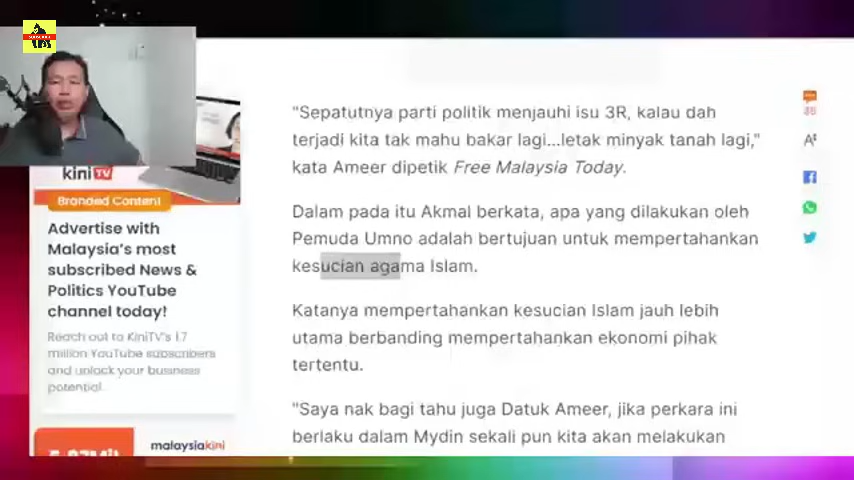 SUBSCRIBE
kini TV
Branded Content
Advertise with
Malaysia's most
subscribed News &
Politics YouTube
channel today!
Reach out to KiniTV's 1.7
million YouTube subscribers
and unlock your business
potential.
malaysiakini
"Sepatutnya parti politik menjauhi isu 3R, kalau dah
terjadi kita tak mahu bakar lagi...letak minyak tanah lagi,"
kata Ameer dipetik Free Malaysia Today.
Dalam pada itu Akmal berkata, apa yang dilakukan oleh
Pemuda Umno adalah bertujuan untuk mempertahankan
kesucian agama Islam.
Katanya mempertahankan kesucian Islam jauh lebih
utama berbanding mempertahankan ekonomi pihak
tertentu.
"Saya nak bagi tahu juga Datuk Ameer, jika perkara ini
berlaku dalam Mydin sekali pun kita akan melakukan